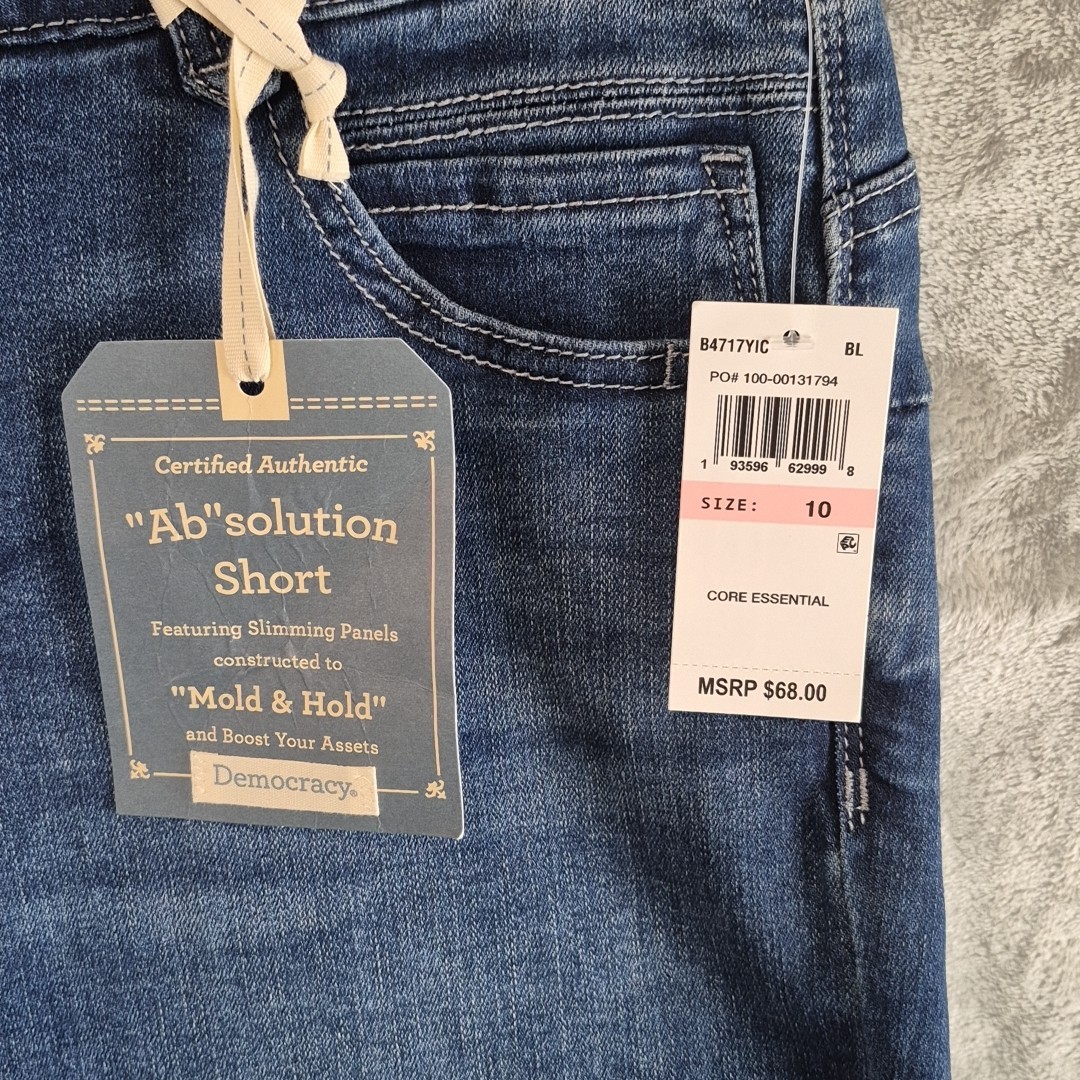 Certified Authentic
"Ab"solution
Short
Featuring Slimming Panels
constructed to
"Mold & Hold"
and Boost Your Assets
Democracy®
B4717YIC BL
PO# 100-00131794
1 93596 62999 8
SIZE: 10
CORE ESSENTIAL
MSRP $68.00